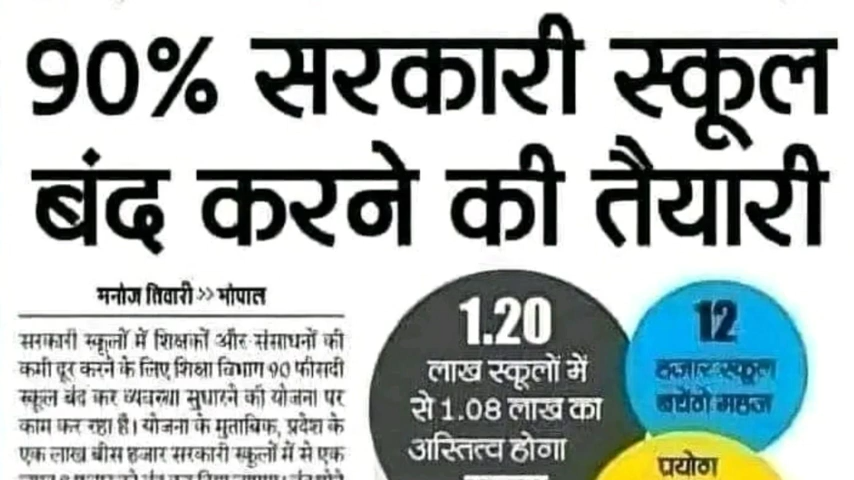 90% सरकारी स्कूल
बंद करने की तैयारी
मनोज तिवारी >> भोपाल
सरकारी स्कूलों में शिक्षकों और संसाधनों की
कमी दूर करने के लिए शिक्षा विभाग 90 फीसदी
स्कूल बंद कर व्यवस्था सुधारने की योजना पर
काम कर रहा है। योजना के मुताबिक, प्रदेश के
एक लाख बीस हजार सरकारी स्कूलों में से एक
1.20
लाख स्कूलों में
से 1.08 लाख का
अस्तित्व होगा
12
हजार स्कूल
बचेंगे महज
प्रयोग